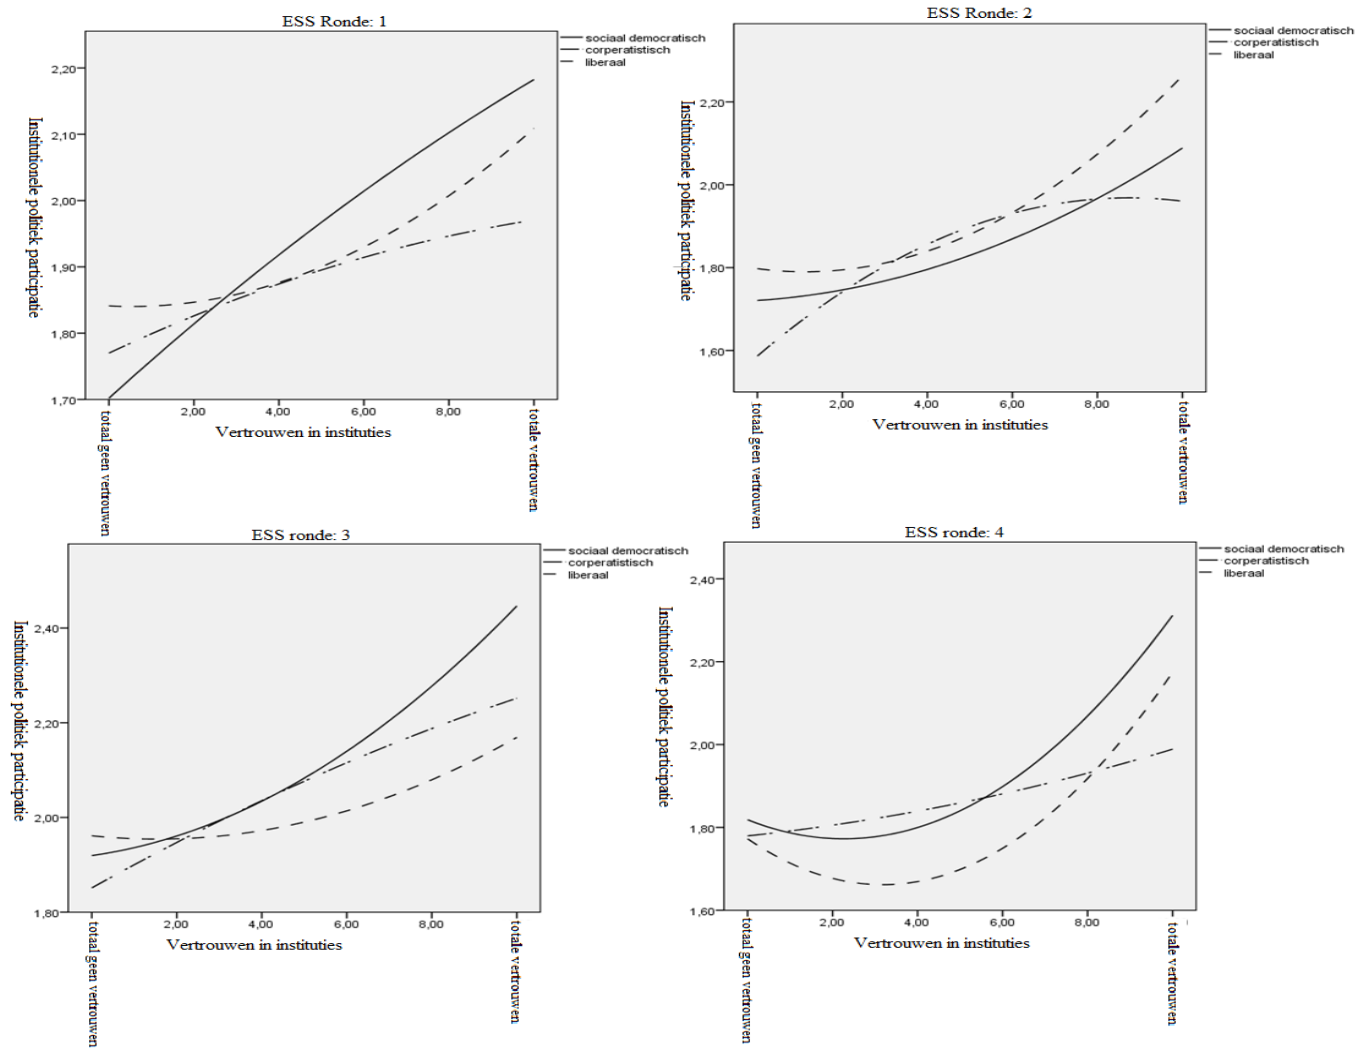 ESS Ronde: 1
sociaal democratisch
corperatistisch
liberaal
Institutionele politiek participatie
2,20
2,10
2,00
1,90
1,80
1,70
2,00
4,00
6,00
8,00
totaal geen vertrouwen
totale vertrouwen
Vertrouwen in instituties
ESS Ronde: 2
sociaal democratisch
corperatistisch
liberaal
Institutionele politiek participatie
2,20
2,00
1,80
1,60
2,00
4,00
6,00
8,00
totaal geen vertrouwen
totale vertrouwen
Vertrouwen in instituties
ESS ronde: 3
sociaal democratisch
corperatistisch
liberaal
Institutionele politiek participatie
2,40
2,20
2,00
1,80
2,00
4,00
6,00
8,00
totaal geen vertrouwen
totale vertrouwen
Vertrouwen in instituties
ESS ronde: 4
sociaal democratisch
corperatistisch
liberaal
Institutionele politiek participatie
2,40
2,20
2,00
1,80
1,60
2,00
4,00
6,00
8,00
totaal geen vertrouwen
totale vertrouwen
Vertrouwen in instituties